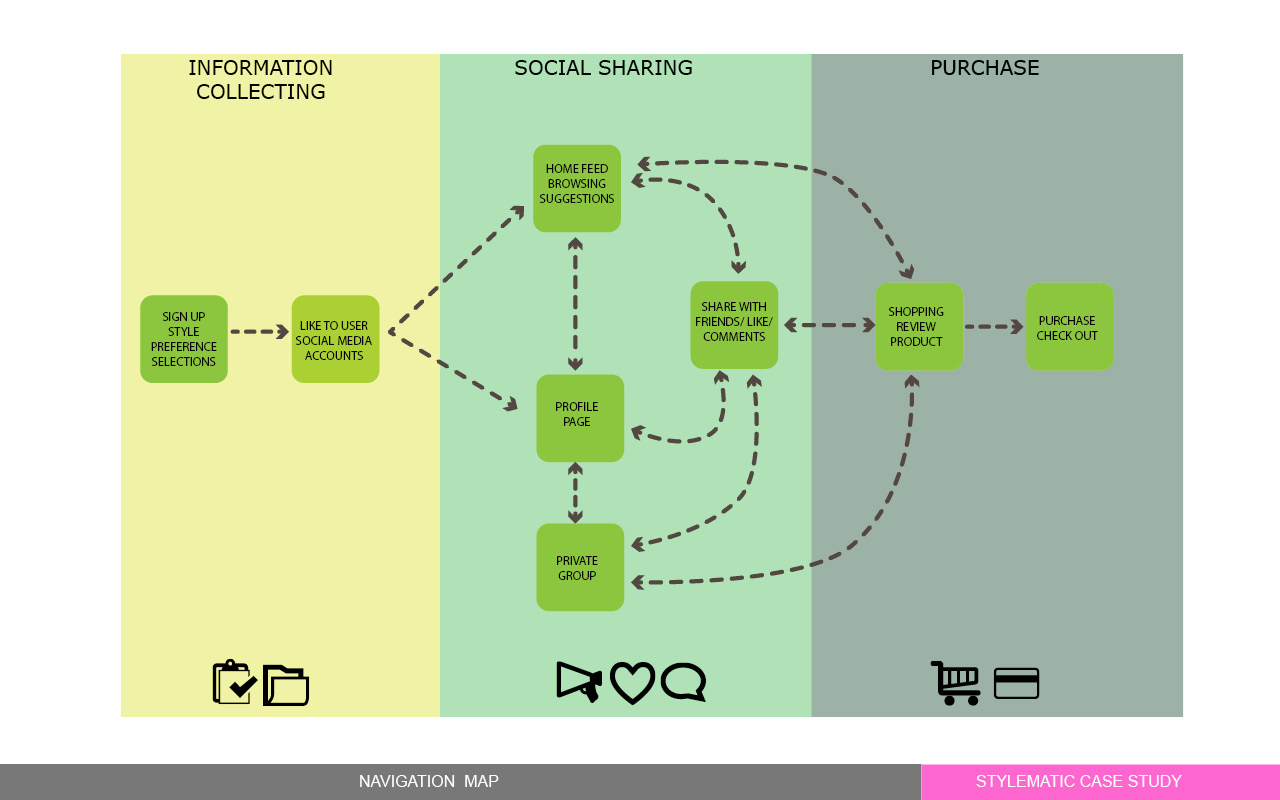 INFORMATION
COLLECTING
SOCIAL SHARING
PURCHASE
HOME FEED
BROWSING
SUGGESTIONS
SIGN UP
STYLE
PREFERENCE
SELECTIONS
LIKE TO USER
SOCIAL MEDIA
ACCOUNTS
SHARE WITH
FRIENDS/ LIKE/
COMMENTS
SHOPPING
REVIEW
PRODUCT
PURCHASE
CHECK OUT
PROFILE
PAGE
PRIVATE
GROUP
NAVIGATION MAP
STYLEMATIC CASE STUDY